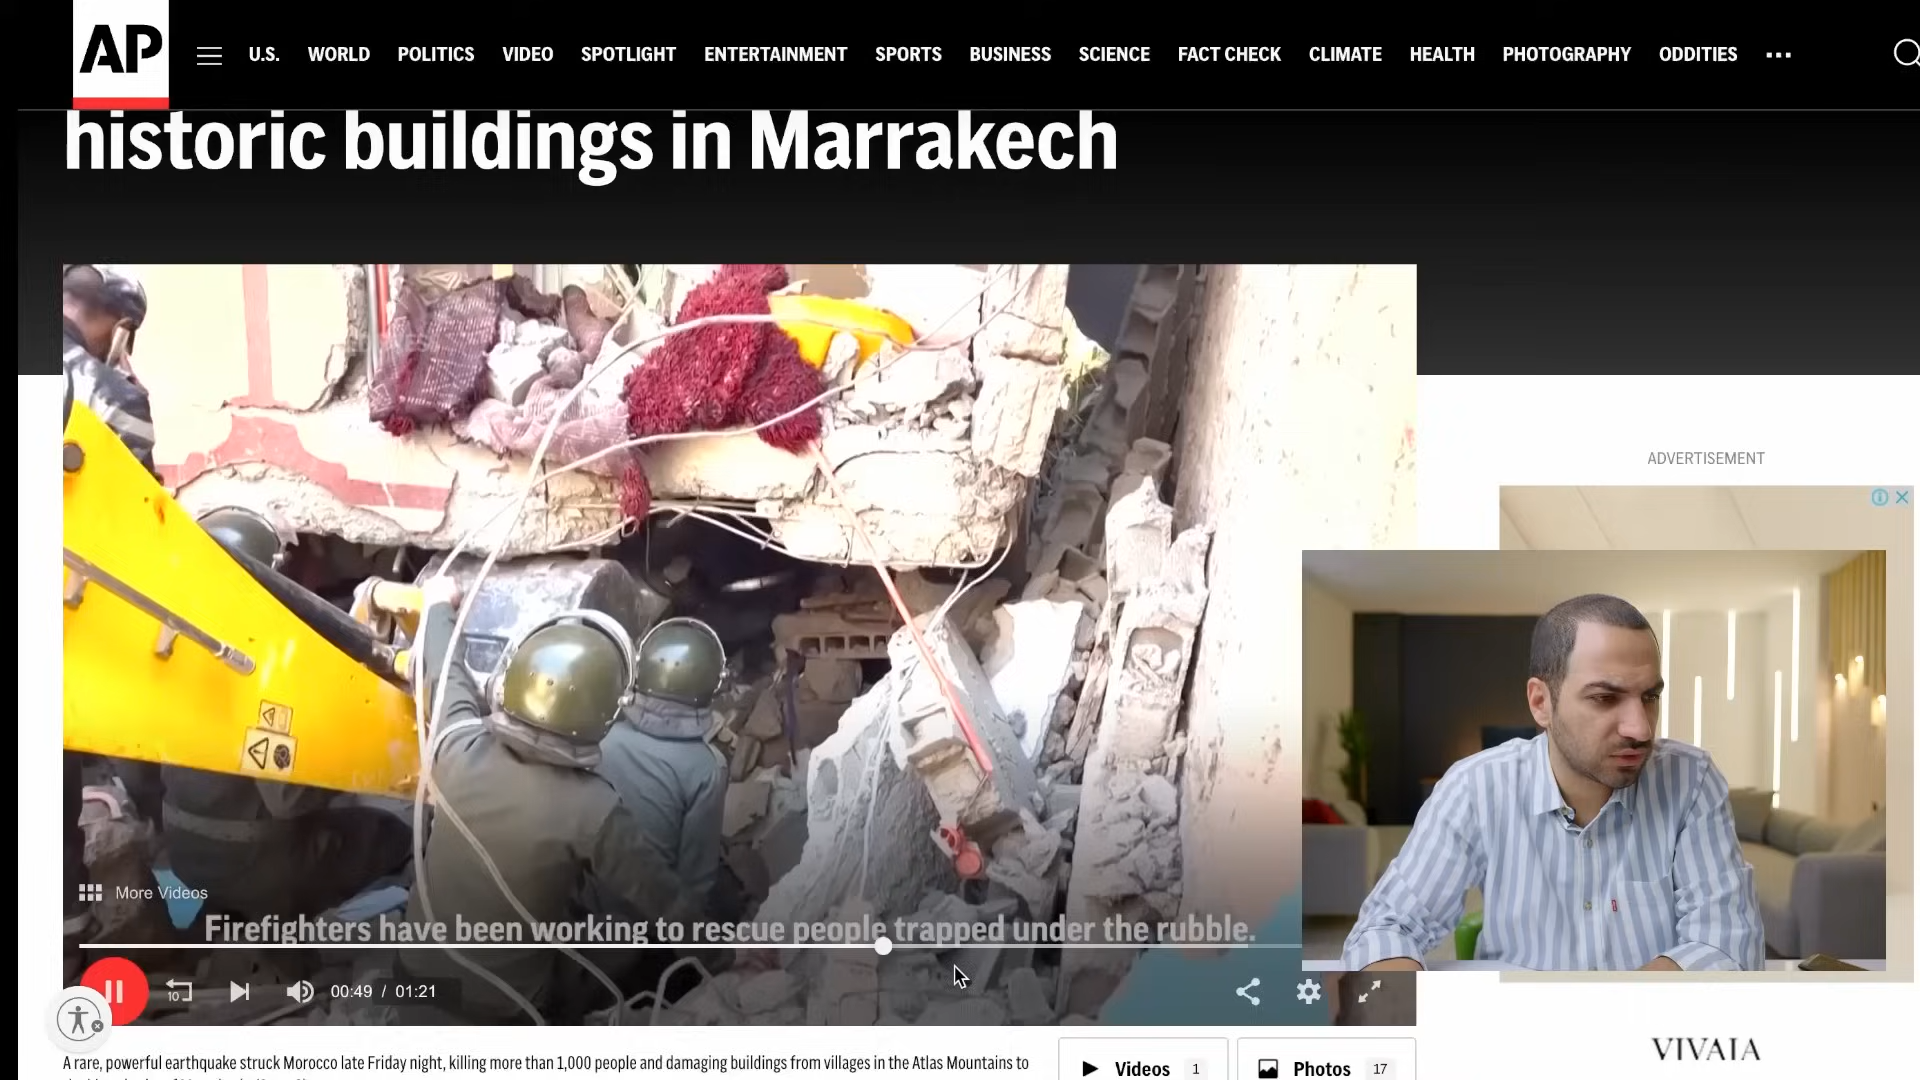 AP
U.S. WORLD POLITICS VIDEO SPOTLIGHT ENTERTAINMENT SPORTS BUSINESS SCIENCE FACT CHECK CLIMATE HEALTH PHOTOGRAPHY ODDITIES
historic buildings in Marrakech
ADVERTISEMENT
More Videos
Firefighters have been working to rescue people trapped under the rubble.
10
00:49 / 01:21
A rare, powerful earthquake struck Morocco late Friday night, killing more than 1,000 people and damaging buildings from villages in the Atlas Mountains to
Videos 1
Photos 17
VIVAIA